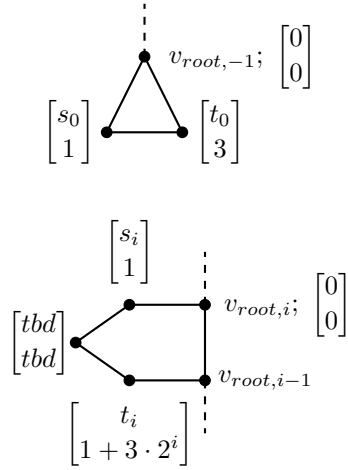 v_{root,-1}; [0 0]
[s_0 1] [t_0 3]
[s_i 1]
v_{root,i}; [0 0]
[tbd tbd]
v_{root,i-1}
[t_i 1 + 3 · 2^i]